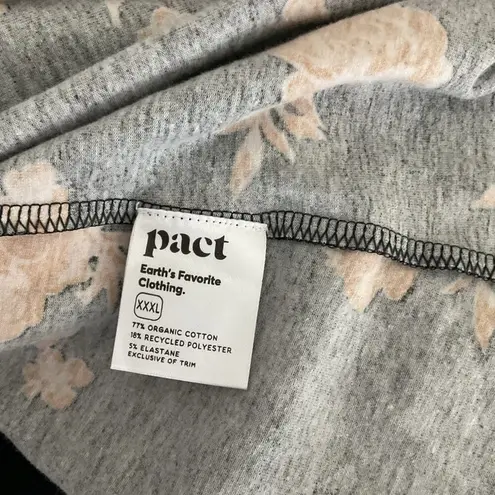 pact
Earth's Favorite
Clothing.
XXXL
77% ORGANIC COTTON
18% RECYCLED POLYESTER
5% ELASTANE
EXCLUSIVE OF TRIM